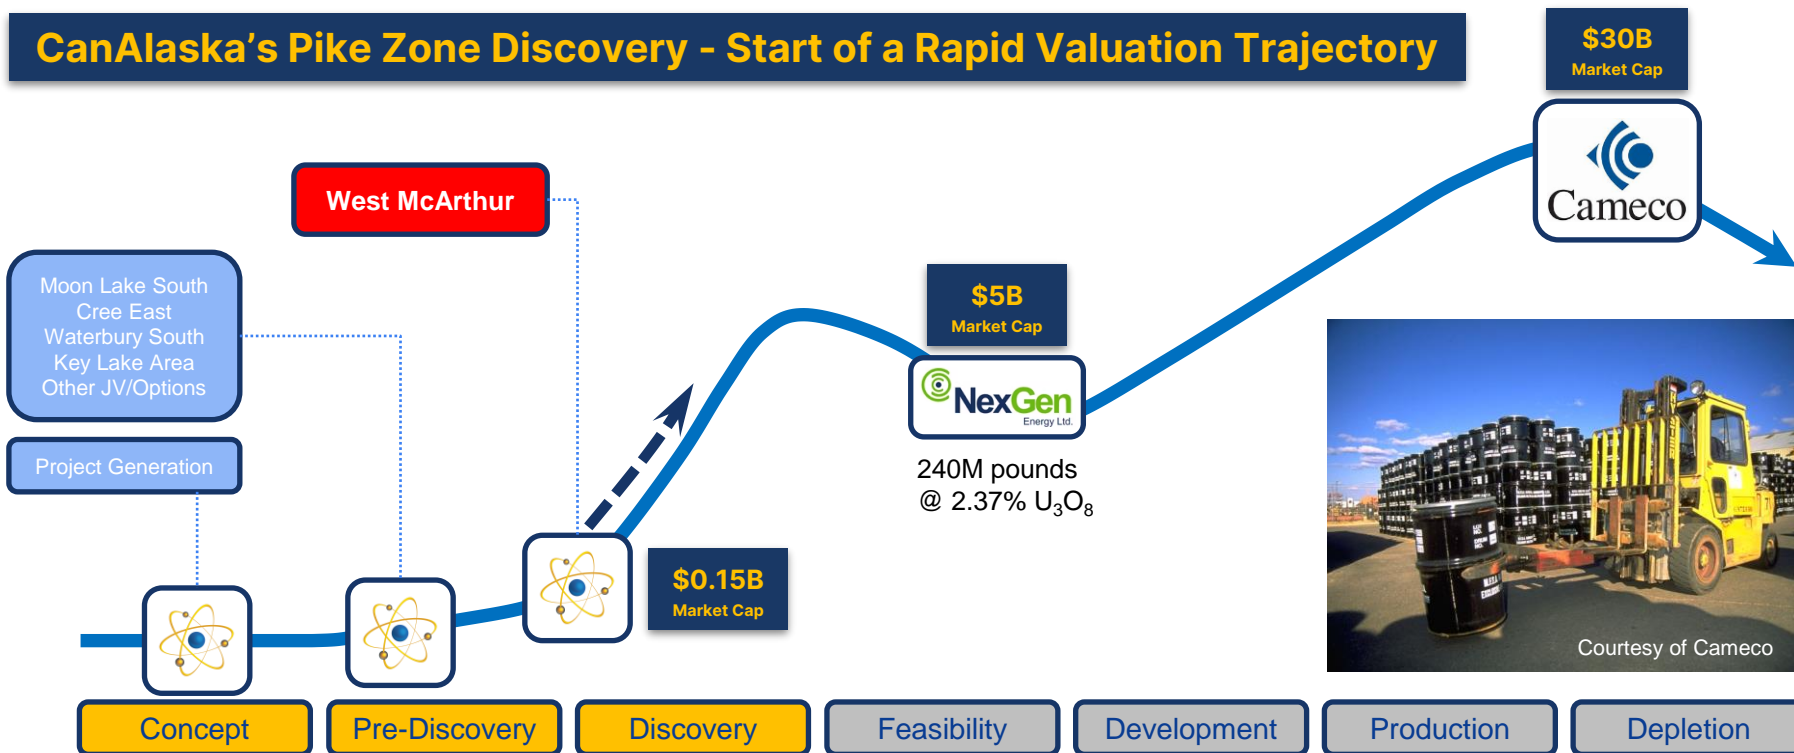 CanAlaska's Pike Zone Discovery - Start of a Rapid Valuation Trajectory
$30B
Market Cap
Cameco
West McArthur
Moon Lake South
Cree East
Waterbury South
Key Lake Area
Other JV/Options
Project Generation
$5B
Market Cap
NexGen
Energy Ltd.
240M pounds
@ 2.37% U₃O₈
$0.15B
Market Cap
Courtesy of Cameco
Concept
Pre-Discovery
Discovery
Feasibility
Development
Production
Depletion